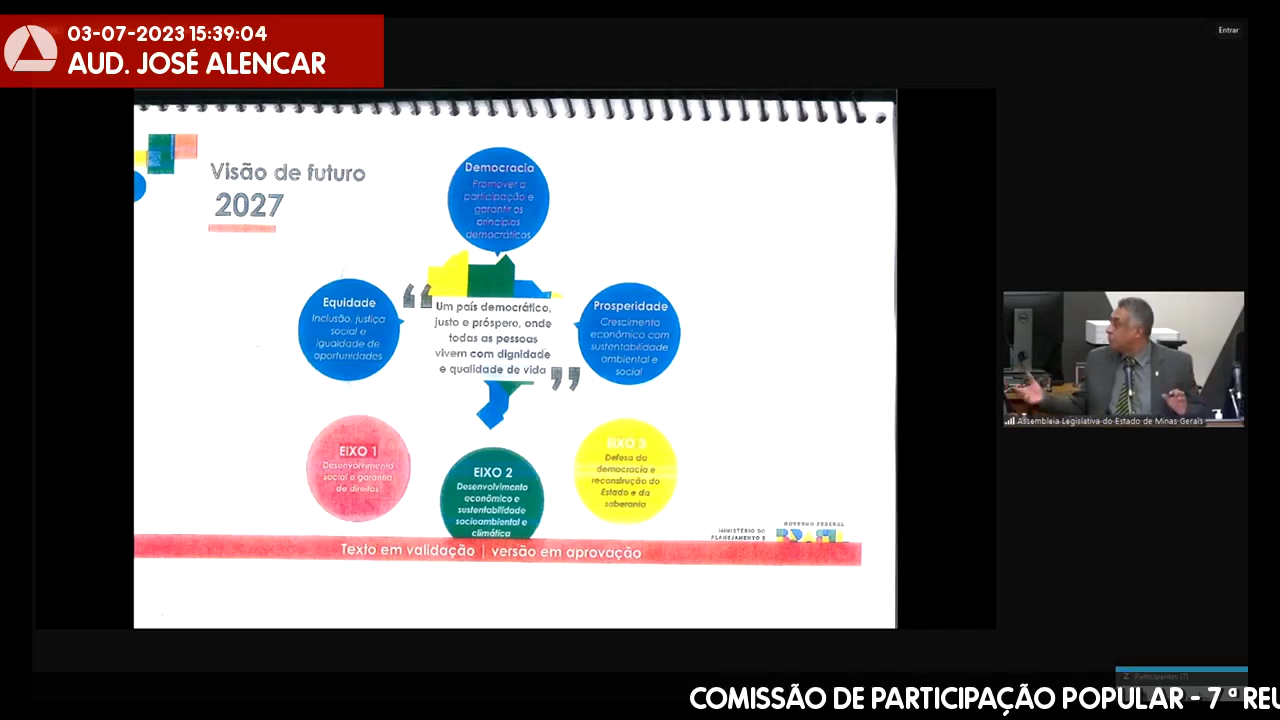 03-07-2023 15:39:04
AUD. JOSÉ ALENCAR
Entrar
Visão de futuro
2027
Democracia
Promover a
participação e
garantir os
princípios
democráticos
Equidade
Inclusão, justiça
social e
igualdade de
oportunidades
“Um país democrático,
justo e próspero, onde
todas as pessoas
vivem com dignidade
e qualidade de vida”
Prosperidade
Crescimento
econômico com
sustentabilidade
ambiental e
social
EIXO 1
Desenvolvimento
social e garantia
de direitos
EIXO 2
Desenvolvimento
econômico e
sustentabilidade
socioambiental e
climática
EIXO 3
Defesa da
democracia e
reconstrução do
Estado e da
soberania
MINISTÉRIO DO
PLANEJAMENTO E
GOVERNO FEDERAL
BRASIL
Texto em validação | versão em aprovação
Assembleia Legislativa do Estado de Minas Gerais
Participantes (7)
COMISSÃO DE PARTICIPAÇÃO POPULAR - 7 ª REU